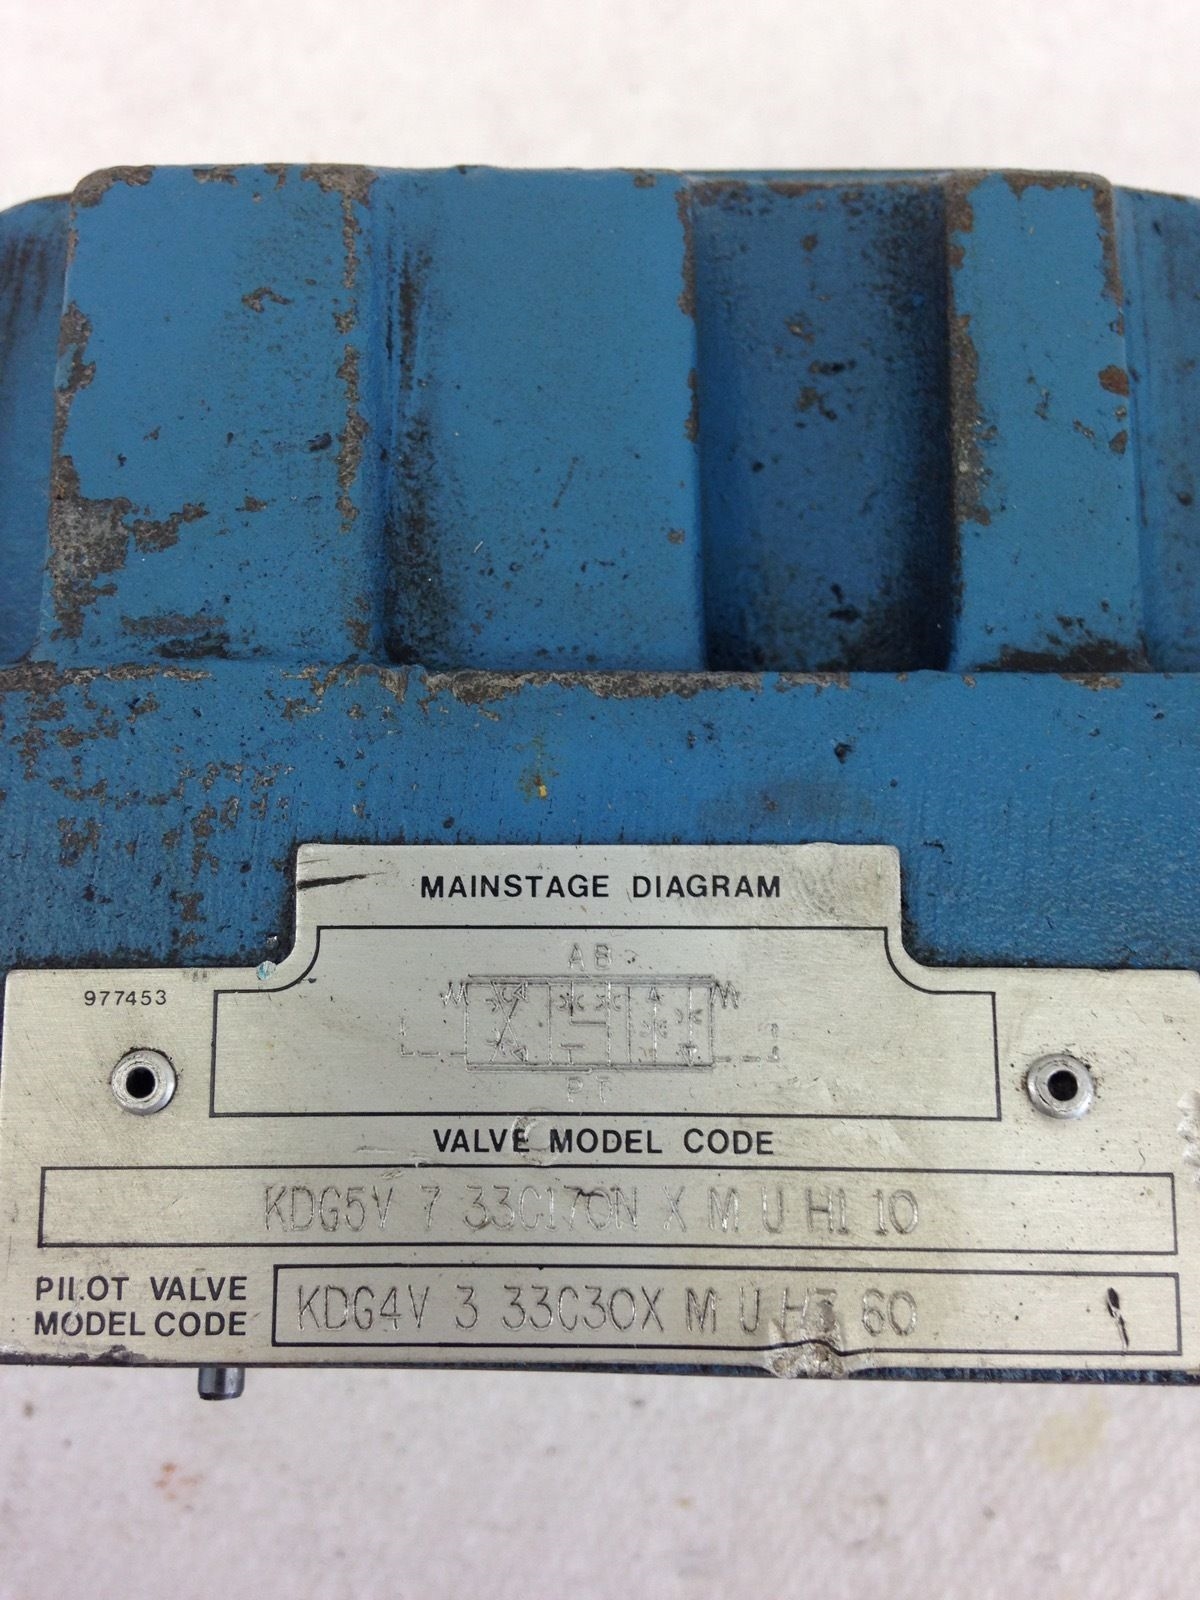 MAINSTAGE DIAGRAM
A B
977453
P T
VALVE MODEL CODE
KDG5V 7 33C170N X M U H1 10
PILOT VALVE
MODEL CODE
KDG4V 3 33C30X M U 60